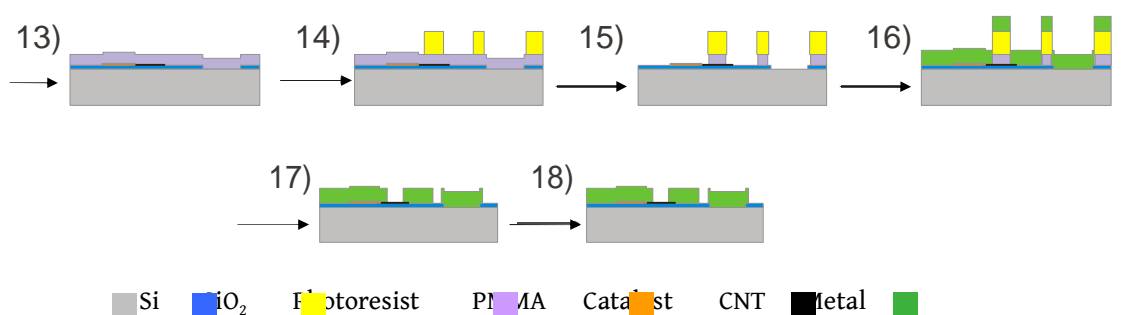 13) 14) 15) 16)
17) 18)
Si SiO₂ Photoresist PMMA Catalyst CNT Metal